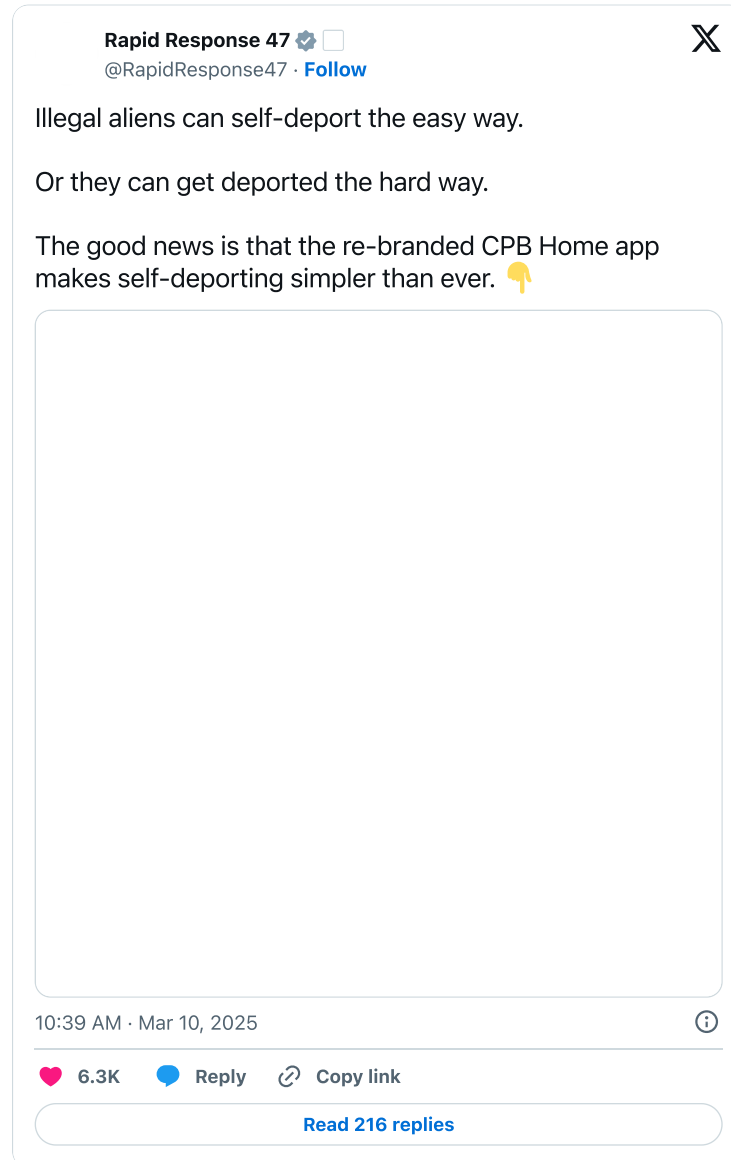 Rapid Response 47
@RapidResponse47 · Follow
Illegal aliens can self-deport the easy way.
Or they can get deported the hard way.
The good news is that the re-branded CPB Home app
makes self-deporting simpler than ever. 👇
10:39 AM · Mar 10, 2025
6.3K Reply Copy link
Read 216 replies